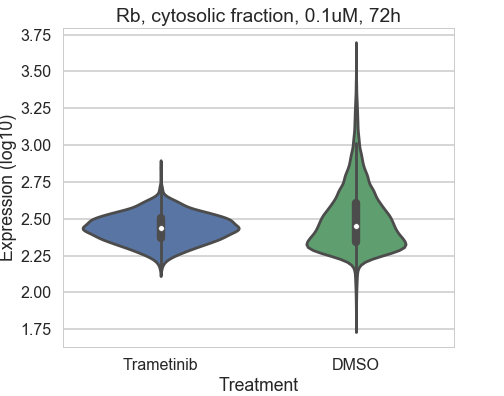 Rb, cytosolic fraction, 0.1uM, 72h
3.75
3.50
3.25
3.00
2.75
2.50
2.25
2.00
1.75
Expression (log10)
Trametinib
DMSO
Treatment